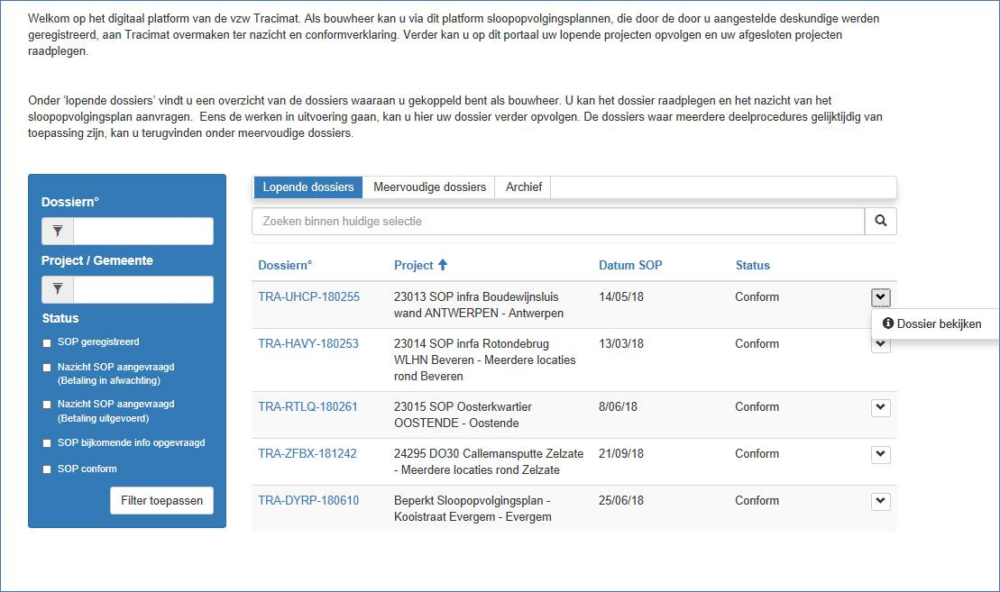 Welkom op het digitaal platform van de vzw Tracimat. Als bouwheer kan u via dit platform sloopopvolgingsplannen, die door de door u aangestelde deskundige werden
geregistreerd, aan Tracimat overmaken ter nazicht en conformverklaring. Verder kan u op dit portaal uw lopende projecten opvolgen en uw afgesloten projecten
raadplegen.
Onder ‘lopende dossiers’ vindt u een overzicht van de dossiers waaraan u gekoppeld bent als bouwheer. U kan het dossier raadplegen en het nazicht van het
sloopopvolgingsplan aanvragen. Eens de werken in uitvoering gaan, kan u hier uw dossier verder opvolgen. De dossiers waar meerdere deelprocedures gelijktijdig van
toepassing zijn, kan u terugvinden onder meervoudige dossiers.
Dossiern°
Project / Gemeente
Status
SOP geregistreerd
Nazicht SOP aangevraagd
(Betaling in afwachting)
Nazicht SOP aangevraagd
(Betaling uitgevoerd)
SOP bijkomende info opgevraagd
SOP conform
Filter toepassen
Lopende dossiers Meervoudige dossiers Archief
Zoeken binnen huidige selectie
Dossiern° Project Datum SOP Status
TRA-UHCP-180255 23013 SOP infra Boudewijnsluis 14/05/18 Conform
wand ANTWERPEN - Antwerpen
Dossier bekijken
TRA-HAVY-180253 23014 SOP inrfa Rotondebrug 13/03/18 Conform
WLHN Beveren - Meerdere locaties
rond Beveren
TRA-RTLQ-180261 23015 SOP Oosterkwartier 8/06/18 Conform
OOSTENDE - Oostende
TRA-ZFBX-181242 24295 DO30 Callemansputte Zelzate 21/09/18 Conform
- Meerdere locaties rond Zelzate
TRA-DYRP-180610 Beperkt Sloopopvolgingsplan - 25/06/18 Conform
Kooistraat Evergem - Evergem